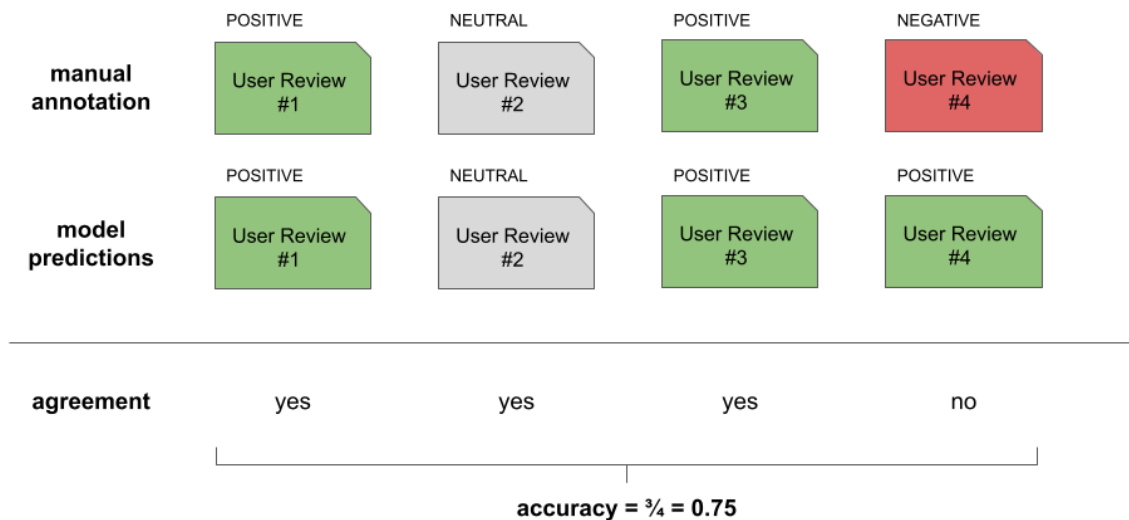 POSITIVE NEUTRAL POSITIVE NEGATIVE
manual
annotation
User Review
#1
User Review
#2
User Review
#3
User Review
#4
POSITIVE NEUTRAL POSITIVE POSITIVE
model
predictions
User Review
#1
User Review
#2
User Review
#3
User Review
#4
agreement yes yes yes no
accuracy = ¾ = 0.75